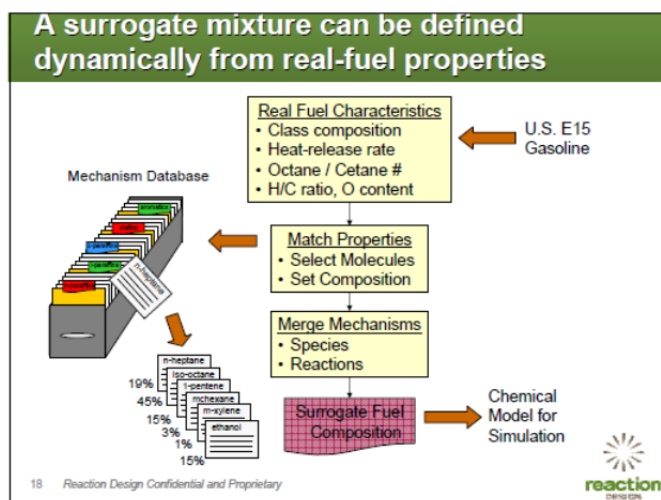 A surrogate mixture can be defined
dynamically from real-fuel properties
Real Fuel Characteristics
• Class composition
• Heat-release rate
• Octane / Cetane #
• H/C ratio, O content
U.S. E15
Gasoline
Mechanism Database
aromatics
n-heptane
Match Properties
• Select Molecules
• Set Composition
Merge Mechanisms
• Species
• Reactions
n-heptane
iso-octane
1-pentene
mchexane
m-xylene
ethanol
19%
45%
15%
3%
1%
15%
Surrogate Fuel
Composition
Chemical
Model for
Simulation
18 Reaction Design Confidential and Proprietary
reaction
DESIGN